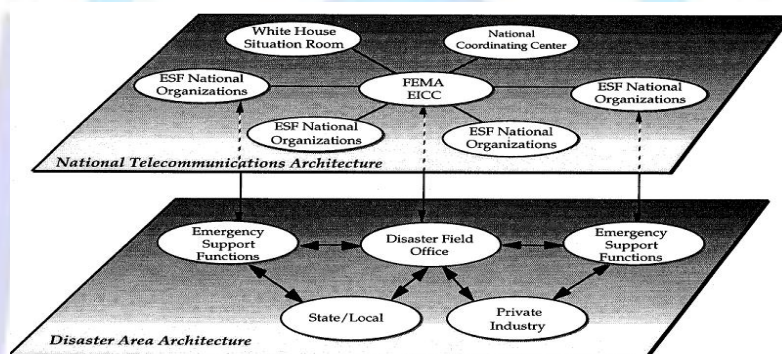 White House
Situation Room
National
Coordinating Center
ESF National
Organizations
FEMA
EICC
ESF National
Organizations
ESF National
Organizations
ESF National
Organizations
National Telecommunications Architecture
Emergency
Support
Functions
Disaster Field
Office
Emergency
Support
Functions
State/Local
Private
Industry
Disaster Area Architecture